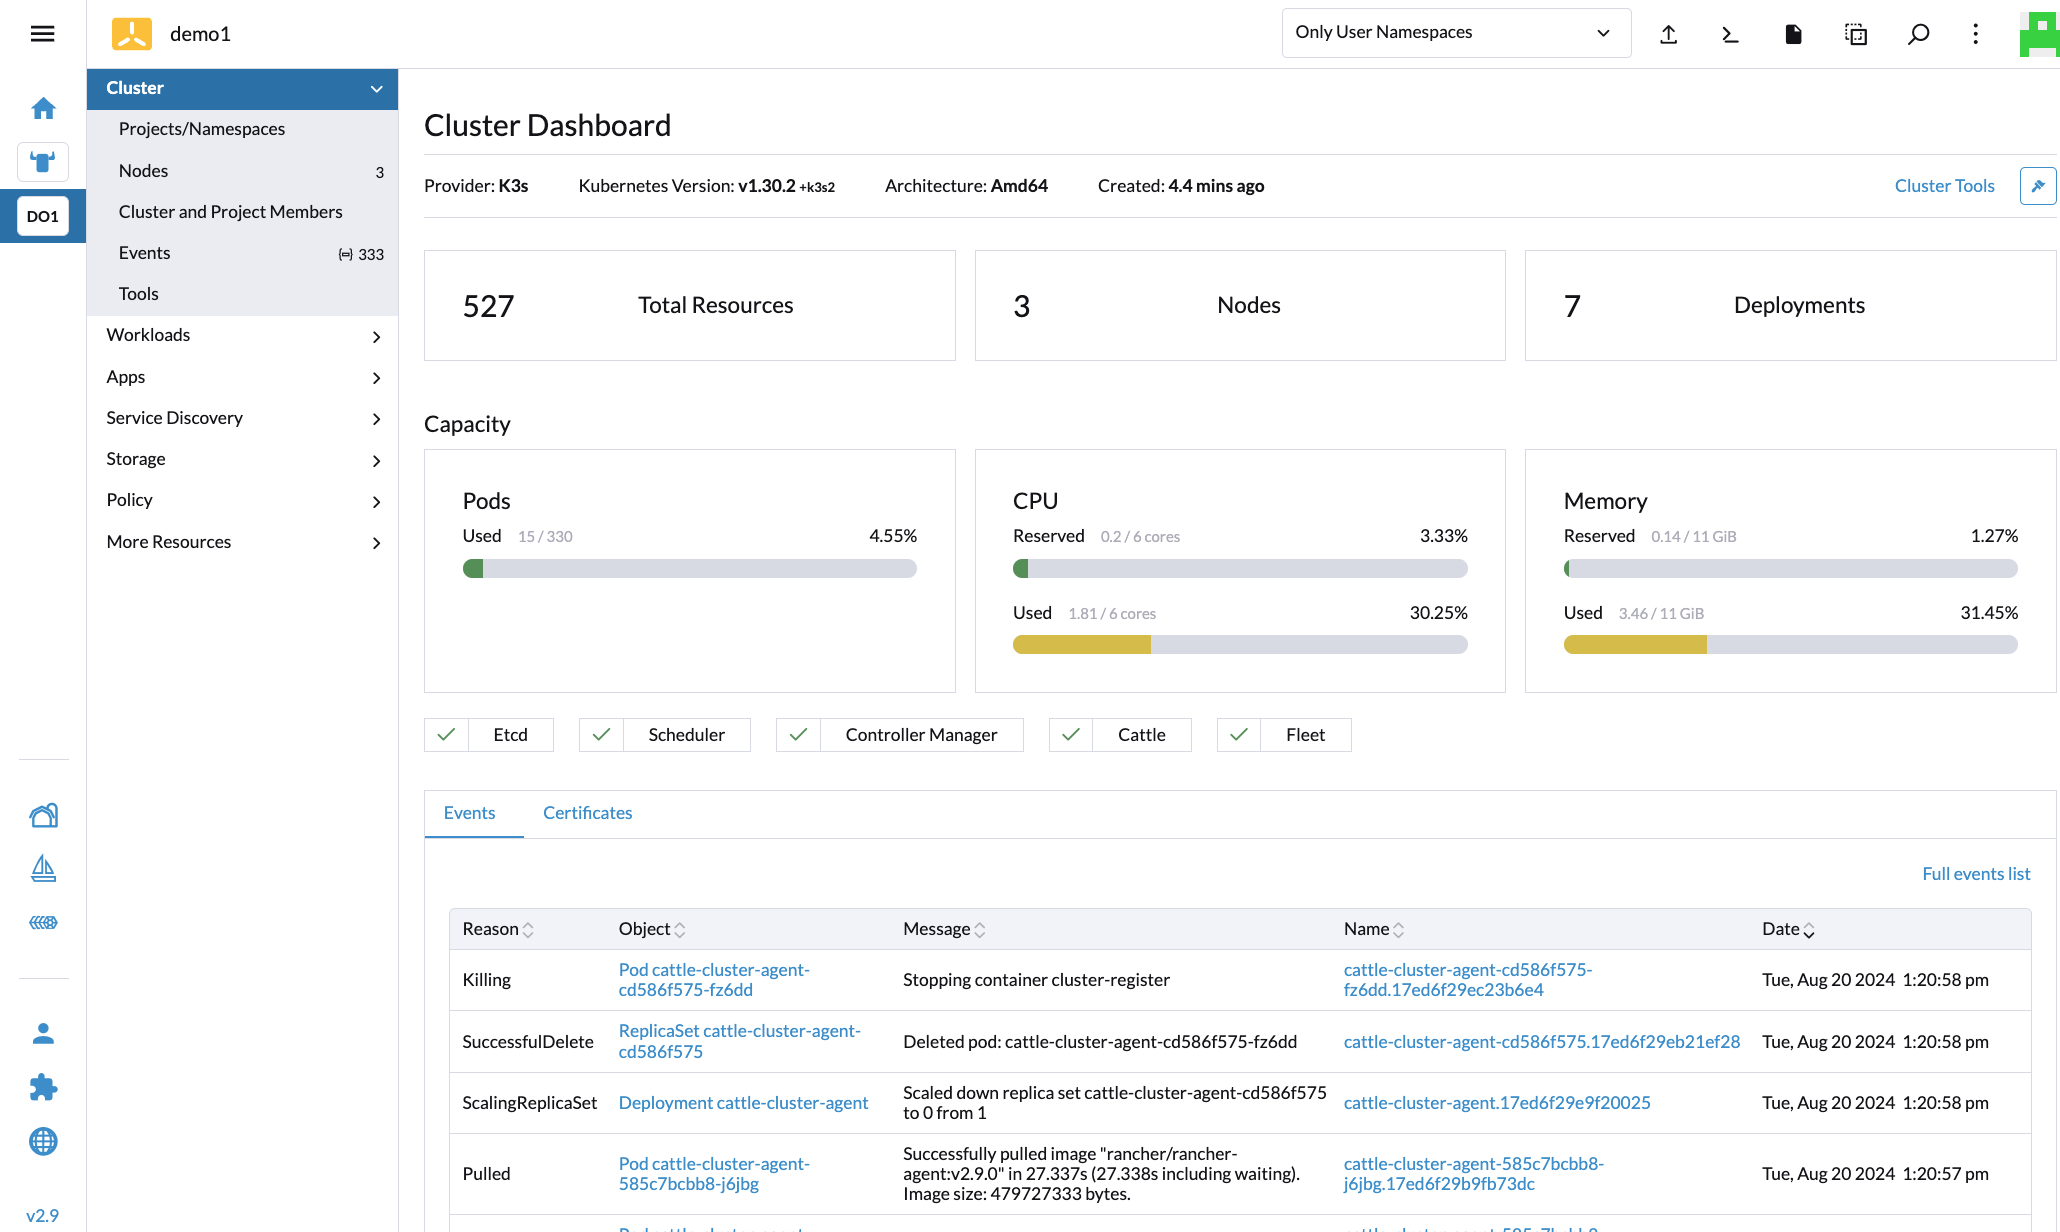 demo1
Only User Namespaces
DO1
v2.9
Cluster
Projects/Namespaces
Nodes 3
Cluster and Project Members
Events 333
Tools
Workloads
Apps
Service Discovery
Storage
Policy
More Resources
Cluster Dashboard
Provider: K3s Kubernetes Version: v1.30.2 +k3s2 Architecture: Amd64 Created: 4.4 mins ago Cluster Tools
527 Total Resources
3 Nodes
7 Deployments
Capacity
Pods
Used 15 / 330 4.55%
CPU
Reserved 0.2 / 6 cores 3.33%
Used 1.81 / 6 cores 30.25%
Memory
Reserved 0.14 / 11 GiB 1.27%
Used 3.46 / 11 GiB 31.45%
Etcd Scheduler Controller Manager Cattle Fleet
Events Certificates
Full events list
Reason Object Message Name Date
Killing
Pod cattle-cluster-agent-
cd586f575-fz6dd
Stopping container cluster-register
cattle-cluster-agent-cd586f575-
fz6dd.17ed6f29ec23b6e4
Tue, Aug 20 2024 1:20:58 pm
SuccessfulDelete
ReplicaSet cattle-cluster-agent-
cd586f575
Deleted pod: cattle-cluster-agent-cd586f575-fz6dd
cattle-cluster-agent-cd586f575.17ed6f29eb21ef28
Tue, Aug 20 2024 1:20:58 pm
ScalingReplicaSet
Deployment cattle-cluster-agent
Scaled down replica set cattle-cluster-agent-cd586f575
to 0 from 1
cattle-cluster-agent.17ed6f29e9f20025
Tue, Aug 20 2024 1:20:58 pm
Pulled
Pod cattle-cluster-agent-
585c7bcbb8-j6jbg
Successfully pulled image "rancher/rancher-
agent:v2.9.0" in 27.337s (27.338s including waiting).
Image size: 479727333 bytes.
cattle-cluster-agent-585c7bcbb8-
j6jbg.17ed6f29b9fb73dc
Tue, Aug 20 2024 1:20:57 pm